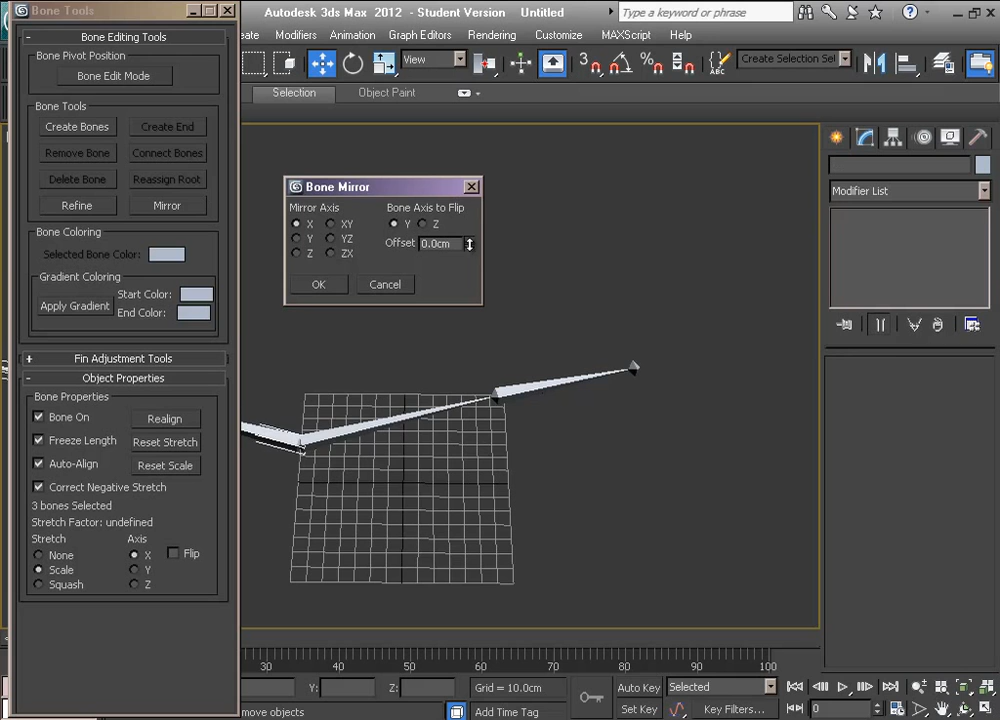 Bone Tools
Autodesk 3ds Max 2012 - Student Version Untitled
Type a keyword or phrase
Modifiers Animation Graph Editors Rendering Customize MAXScript Help
View
Create Selection Sel
Selection Object Paint
Bone Editing Tools
Bone Pivot Position
Bone Edit Mode
Bone Tools
Create Bones Create End
Remove Bone Connect Bones
Delete Bone Reassign Root
Refine Mirror
Bone Coloring
Selected Bone Color:
Gradient Coloring
Apply Gradient Start Color:
End Color:
Fin Adjustment Tools
Object Properties
Bone Properties
Bone On Realign
Freeze Length Reset Stretch
Auto-Align Reset Scale
Correct Negative Stretch
3 bones Selected
Stretch Factor: undefined
Stretch Axis
None X Flip
Scale Y
Squash Z
Bone Mirror
Mirror Axis Bone Axis to Flip
X XY Y Z
Y YZ Offset 0.0cm
Z ZX
OK Cancel
Modifier List
30 40 50 60 70 80 90 100
Y: Z: Grid = 10.0cm
Auto Key Selected
move objects Add Time Tag
Set Key Key Filters... 0